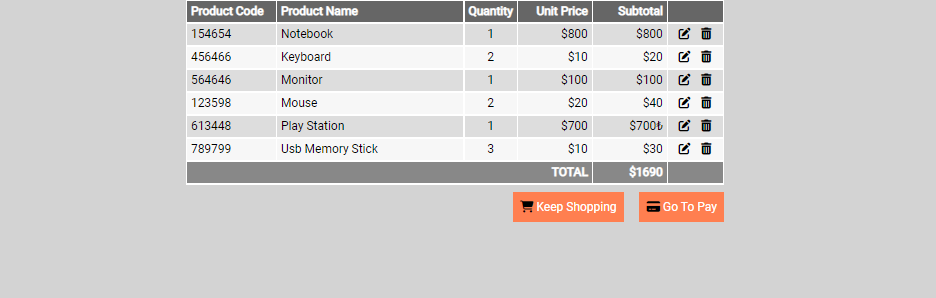 Product Code Product Name Quantity Unit Price Subtotal
154654 Notebook 1 $800 $800
456466 Keyboard 2 $10 $20
564646 Monitor 1 $100 $100
123598 Mouse 2 $20 $40
613448 Play Station 1 $700 $700₺
789799 Usb Memory Stick 3 $10 $30
TOTAL $1690
Keep Shopping Go To Pay